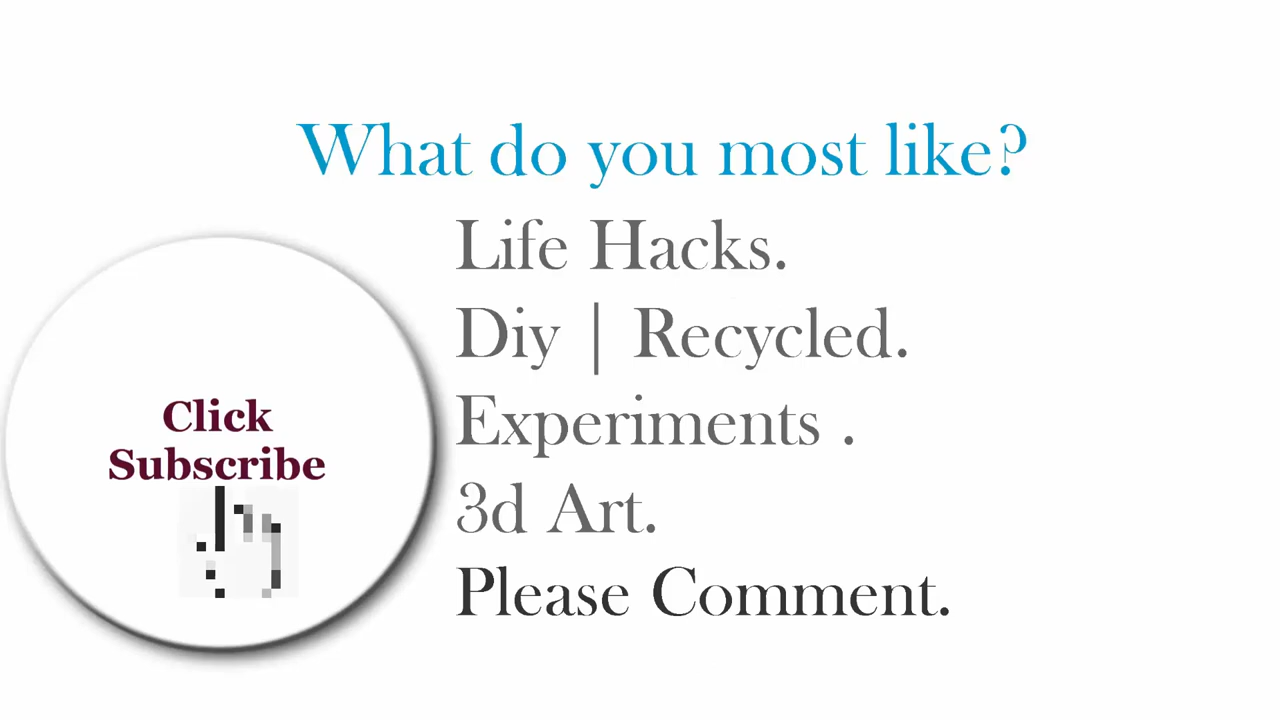 What do you most like?
Life Hacks.
Diy | Recycled.
Experiments .
3d Art.
Please Comment.
Click
Subscribe